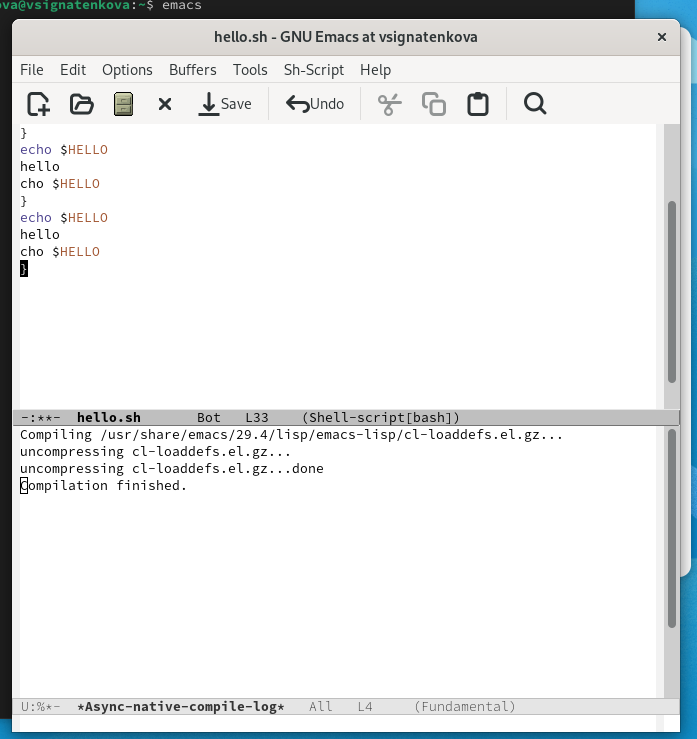 ova@vsignatenkova:~$ emacs
hello.sh - GNU Emacs at vsignatenkova
File Edit Options Buffers Tools Sh-Script Help
Save Undo
}
echo $HELLO
hello
cho $HELLO
}
echo $HELLO
hello
cho $HELLO
}
-:**- hello.sh Bot L33 (Shell-script[bash])
Compiling /usr/share/emacs/29.4/lisp/emacs-lisp/cl-loaddefs.el.gz...
uncompressing cl-loaddefs.el.gz...
uncompressing cl-loaddefs.el.gz...done
Compilation finished.
U:%*- *Async-native-compile-log* All L4 (Fundamental)